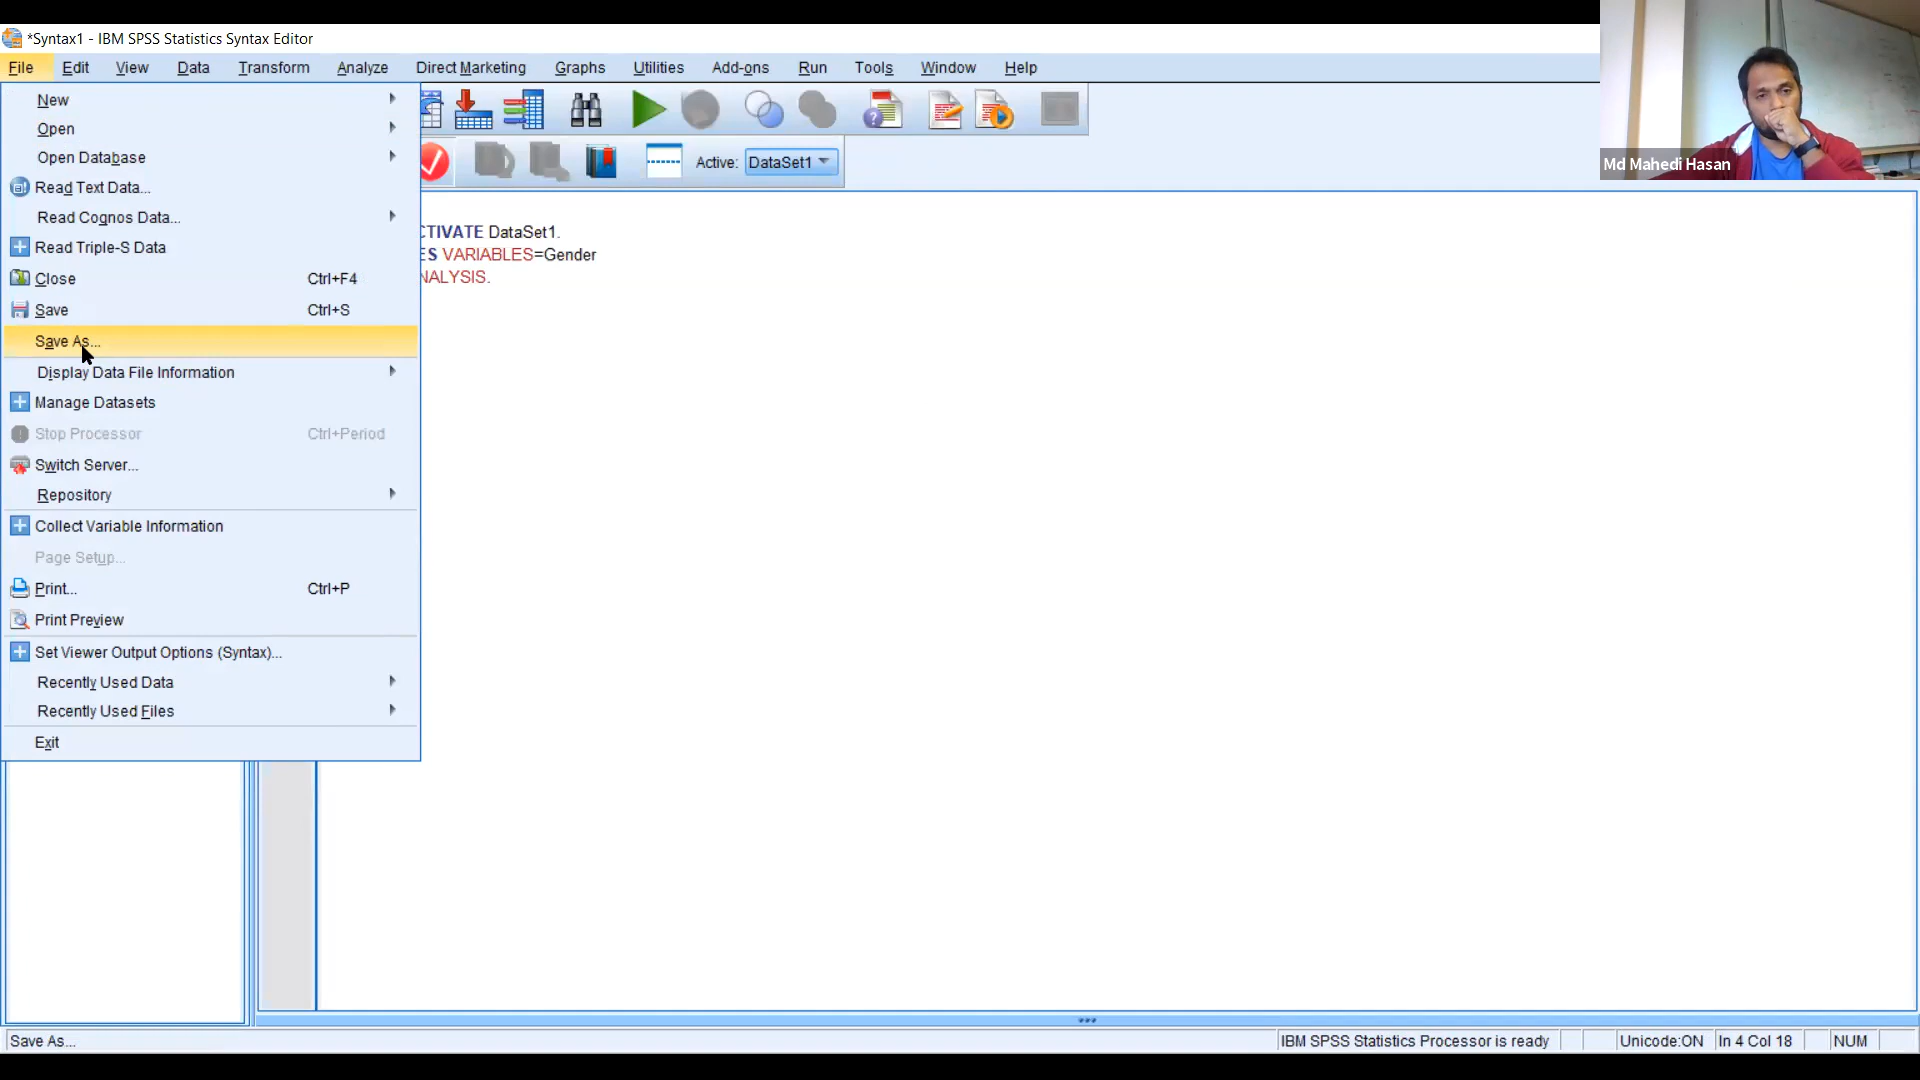 *Syntax1 - IBM SPSS Statistics Syntax Editor
File Edit View Data Transform Analyze Direct Marketing Graphs Utilities Add-ons Run Tools Window Help
New
Open
Open Database
Read Text Data...
Read Cognos Data...
Read Triple-S Data
Close Ctrl+F4
Save Ctrl+S
Save As...
Display Data File Information
Manage Datasets
Stop Processor Ctrl+Period
Switch Server...
Repository
Collect Variable Information
Page Setup...
Print... Ctrl+P
Print Preview
Set Viewer Output Options (Syntax)...
Recently Used Data
Recently Used Files
Exit
Active: DataSet1
CTIVATE DataSet1.
ES VARIABLES=Gender
NALYSIS.
Md Mahedi Hasan
Save As... IBM SPSS Statistics Processor is ready Unicode:ON In 4 Col 18 NUM